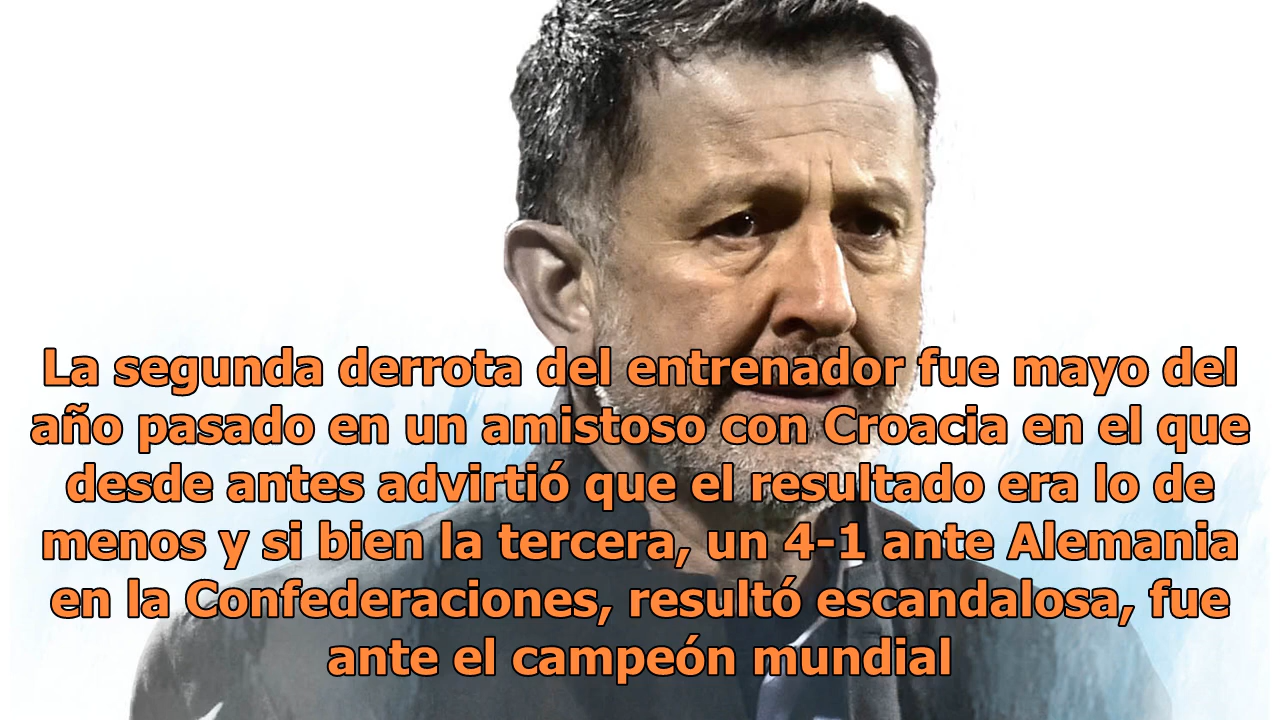 La segunda derrota del entrenador fue mayo del
año pasado en un amistoso con Croacia en el que
desde antes advirtió que el resultado era lo de
menos y si bien la tercera, un 4-1 ante Alemania
en la Confederaciones, resultó escandalosa, fue
ante el campeón mundial